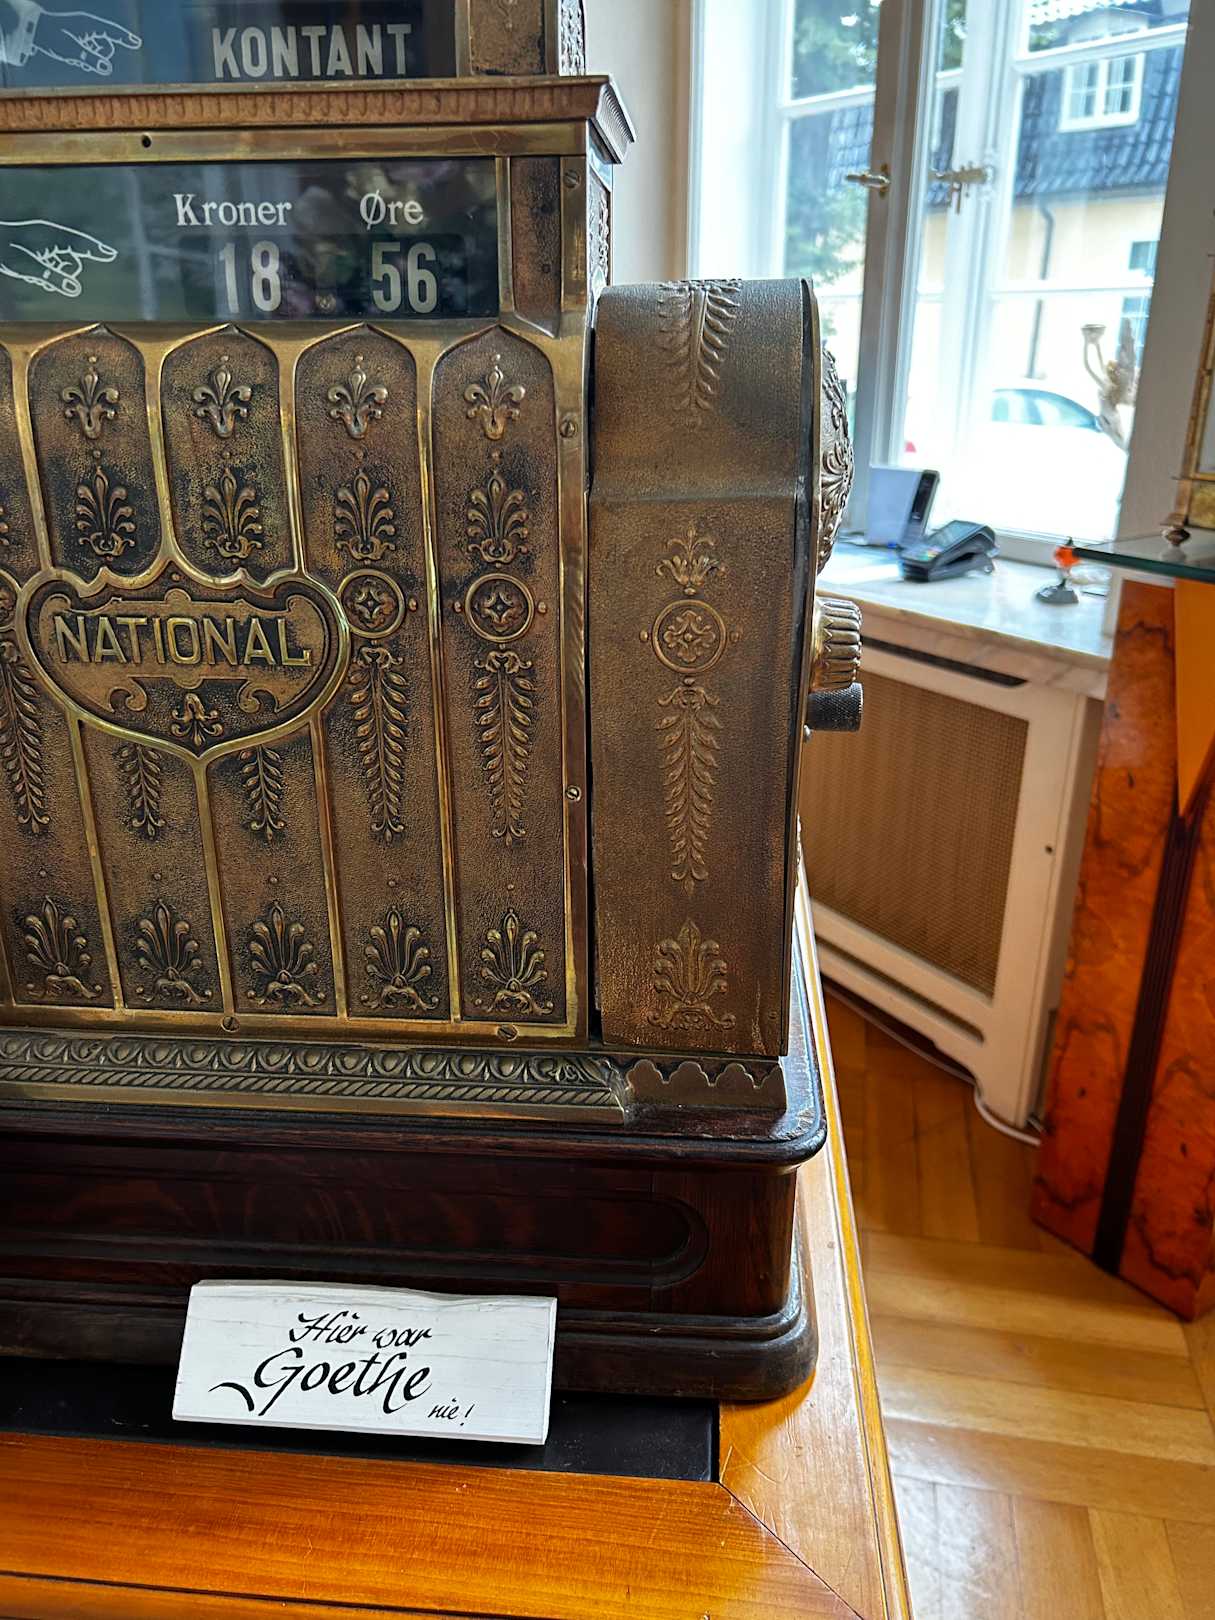 KONTANT
Kroner Øre
18 56
NATIONAL
Hier war
Goethe
nie!